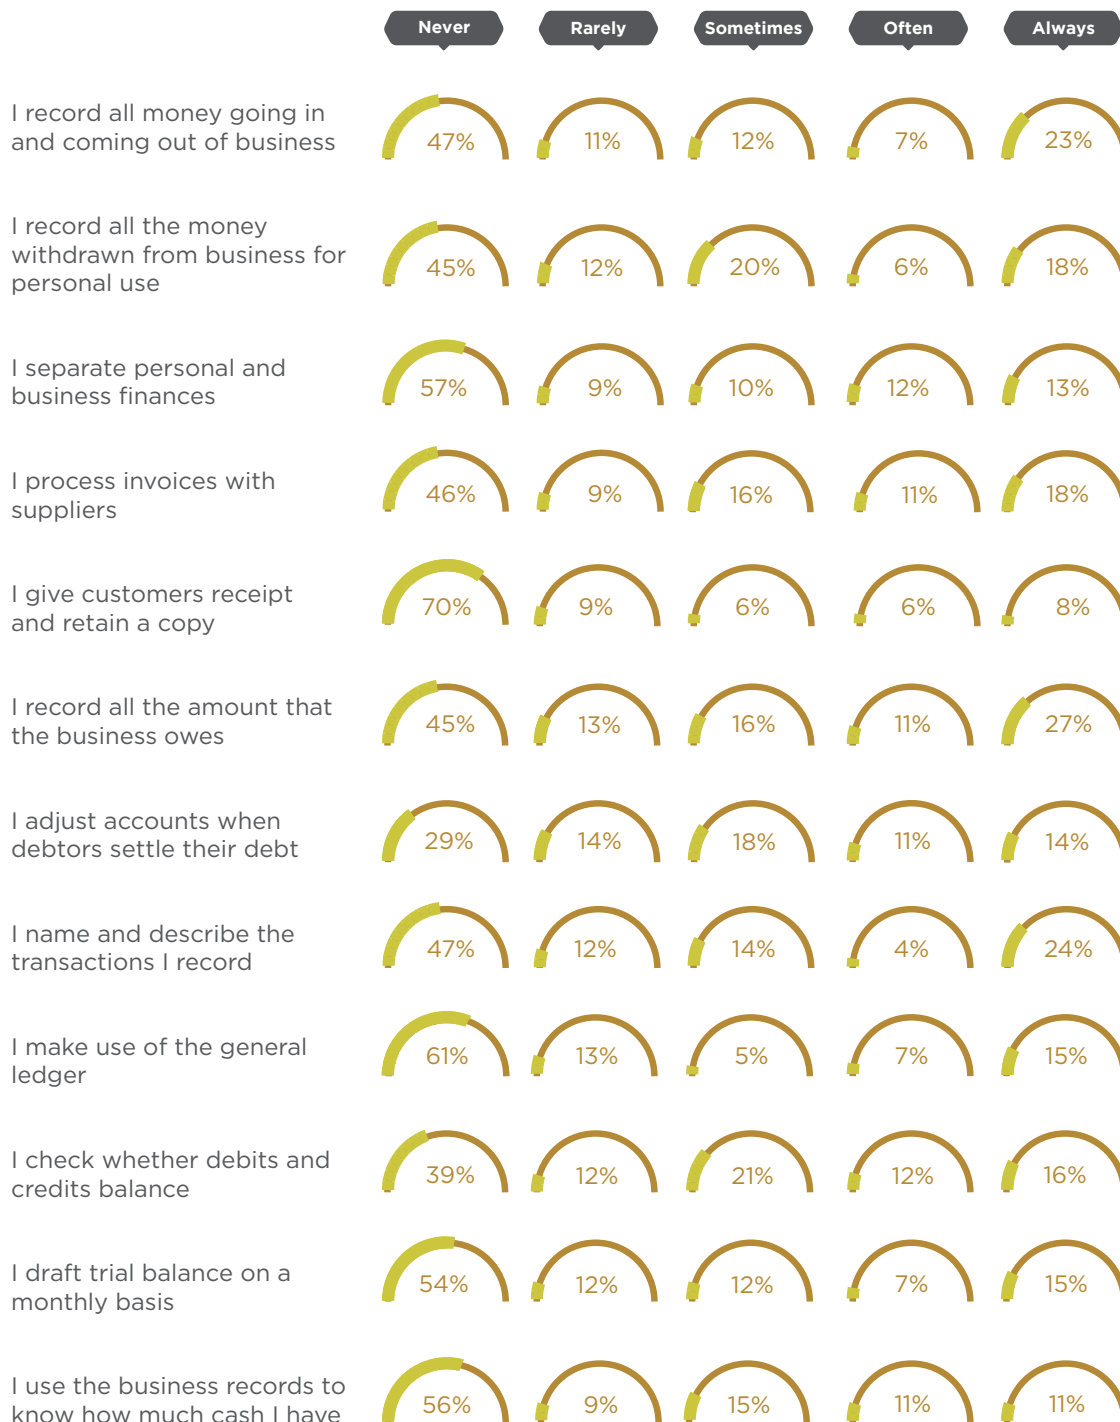 Never Rarely Sometimes Often Always
I record all money going in
and coming out of business
47% 11% 12% 7% 23%
I record all the money
withdrawn from business for
personal use
45% 12% 20% 6% 18%
I separate personal and
business finances
57% 9% 10% 12% 13%
I process invoices with
suppliers
46% 9% 16% 11% 18%
I give customers receipt
and retain a copy
70% 9% 6% 6% 8%
I record all the amount that
the business owes
45% 13% 16% 11% 27%
I adjust accounts when
debtors settle their debt
29% 14% 18% 11% 14%
I name and describe the
transactions I record
47% 12% 14% 4% 24%
I make use of the general
ledger
61% 13% 5% 7% 15%
I check whether debits and
credits balance
39% 12% 21% 12% 16%
I draft trial balance on a
monthly basis
54% 12% 12% 7% 15%
I use the business records to
know how much cash I have
56% 9% 15% 11% 11%